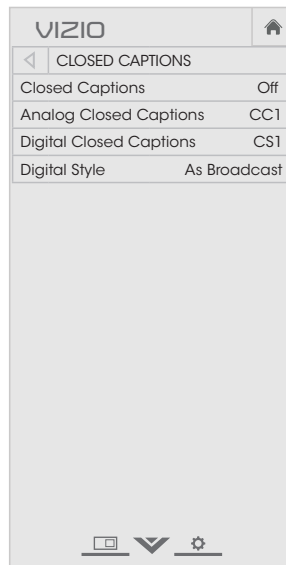 VIZIO
CLOSED CAPTIONS
Closed Captions Off
Analog Closed Captions CC1
Digital Closed Captions CS1
Digital Style As Broadcast